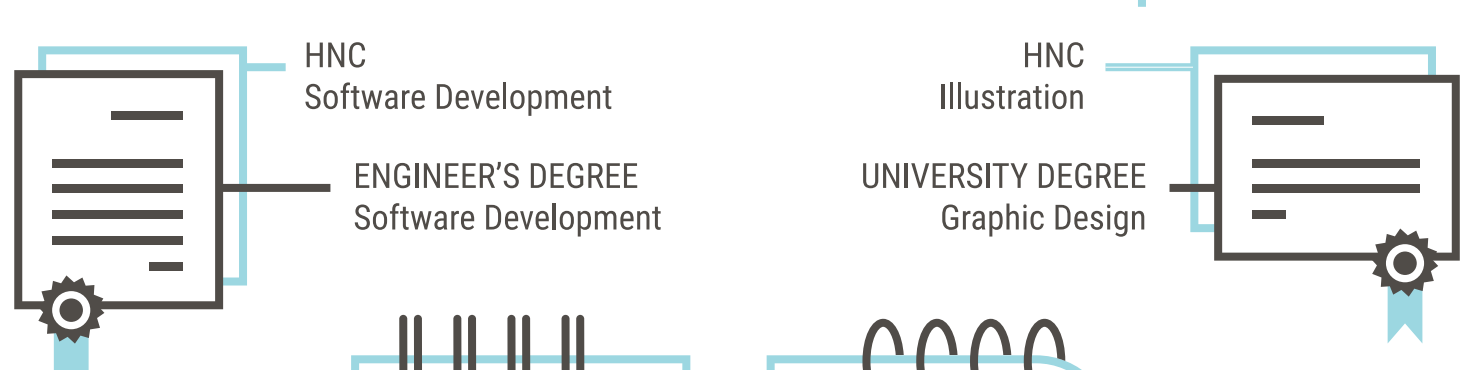 HNC
Software Development
ENGINEER’S DEGREE
Software Development
HNC
Illustration
UNIVERSITY DEGREE
Graphic Design